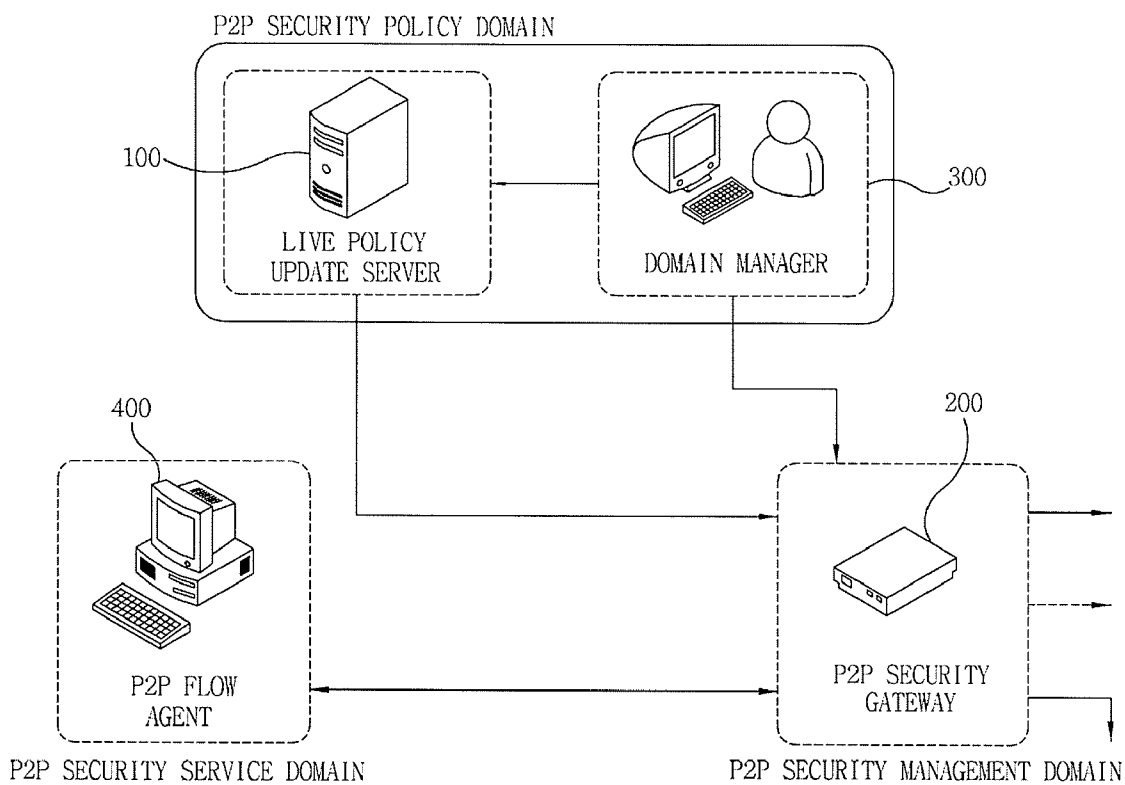 P2P SECURITY POLICY DOMAIN
100
300
LIVE POLICY
UPDATE SERVER
DOMAIN MANAGER
400
200
P2P FLOW
AGENT
P2P SECURITY
GATEWAY
P2P SECURITY SERVICE DOMAIN
P2P SECURITY MANAGEMENT DOMAIN